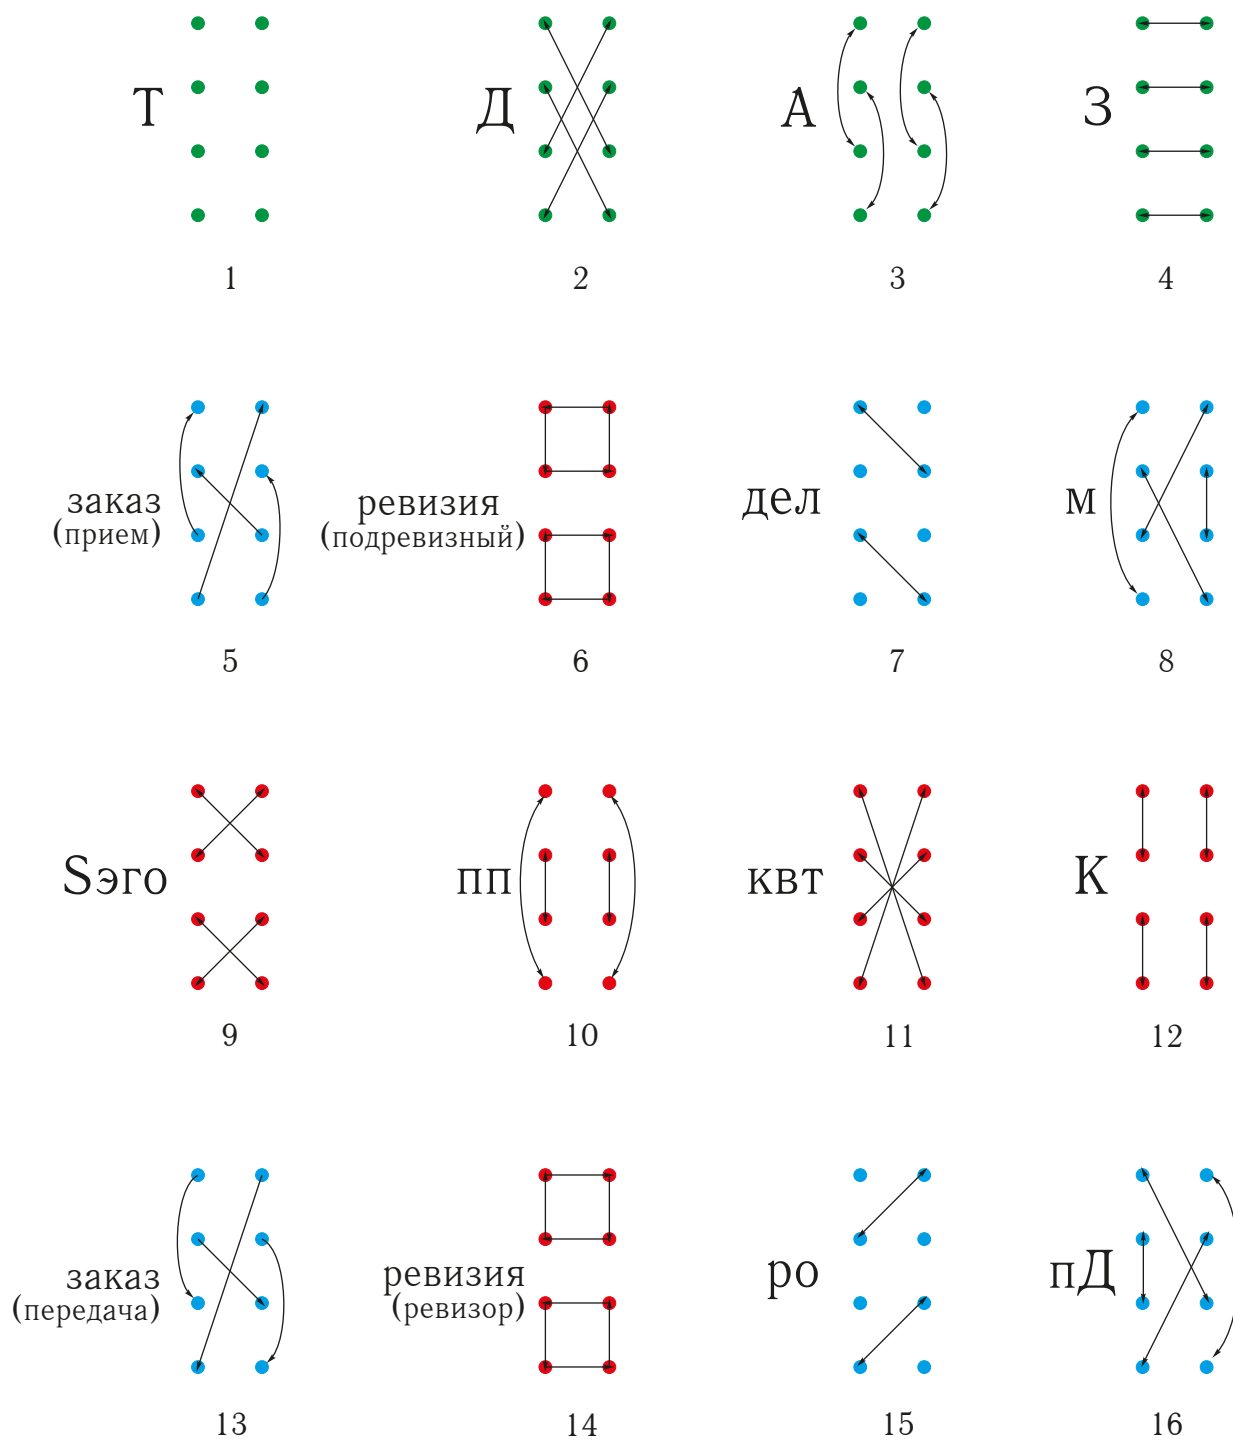 Т
Д
А
З
1
2
3
4
заказ
(прием)
ревизия
(подревизный)
дел
м
5
6
7
8
Sэго
пп
квт
К
9
10
11
12
заказ
(передача)
ревизия
(ревизор)
ро
пД
13
14
15
16